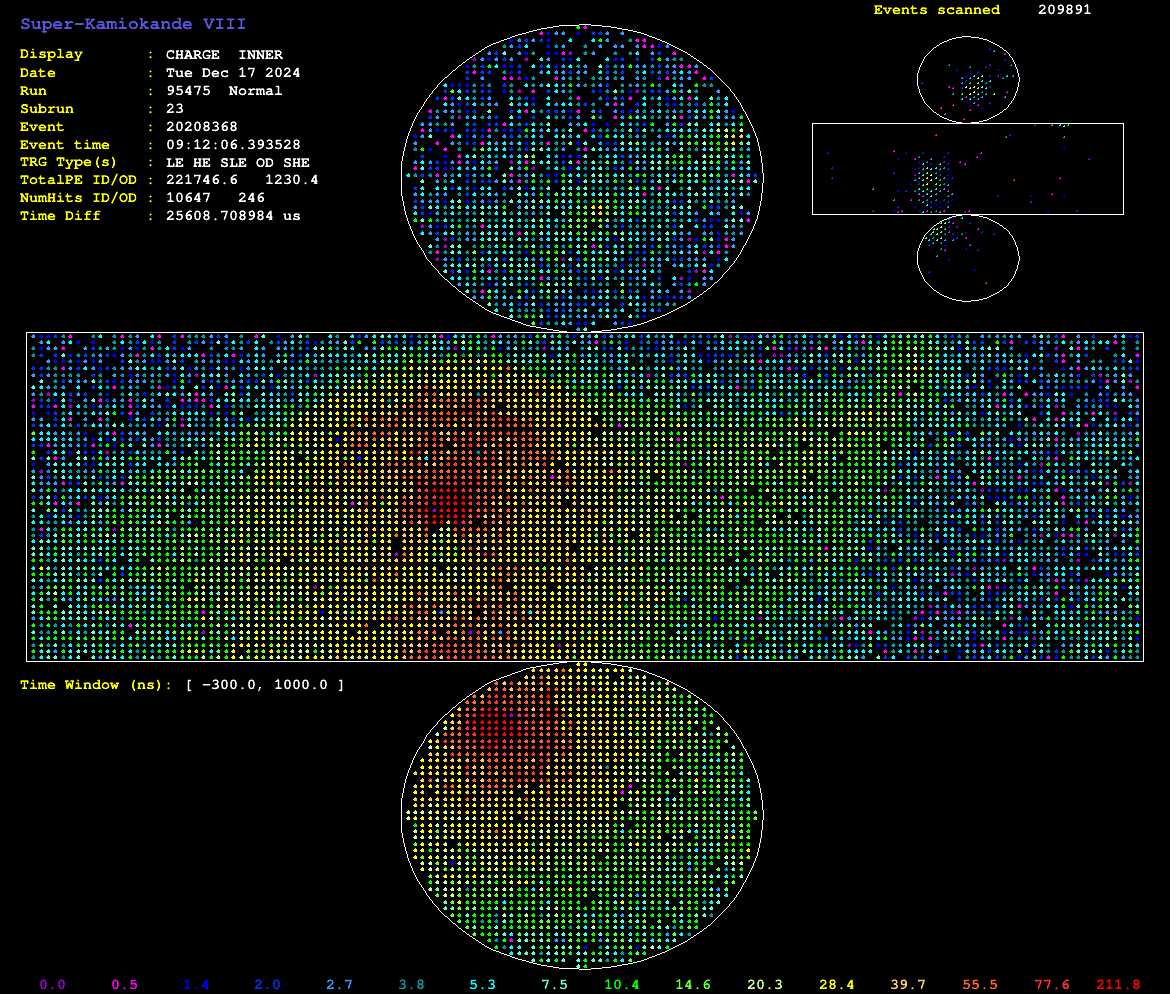 Super-Kamiokande VIII
Events scanned 209891
Display : CHARGE INNER
Date : Tue Dec 17 2024
Run : 95475 Normal
Subrun : 23
Event : 20208368
Event time : 09:12:06.393528
TRG Type(s) : LE HE SLE OD SHE
TotalPE ID/OD : 221746.6 1230.4
NumHits ID/OD : 10647 246
Time Diff : 25608.708984 us
Time Window (ns): [ −300.0, 1000.0 ]
0.0 0.5 1.4 2.0 2.7 3.8 5.3 7.5 10.4 14.6 20.3 28.4 39.7 55.5 77.6 211.8